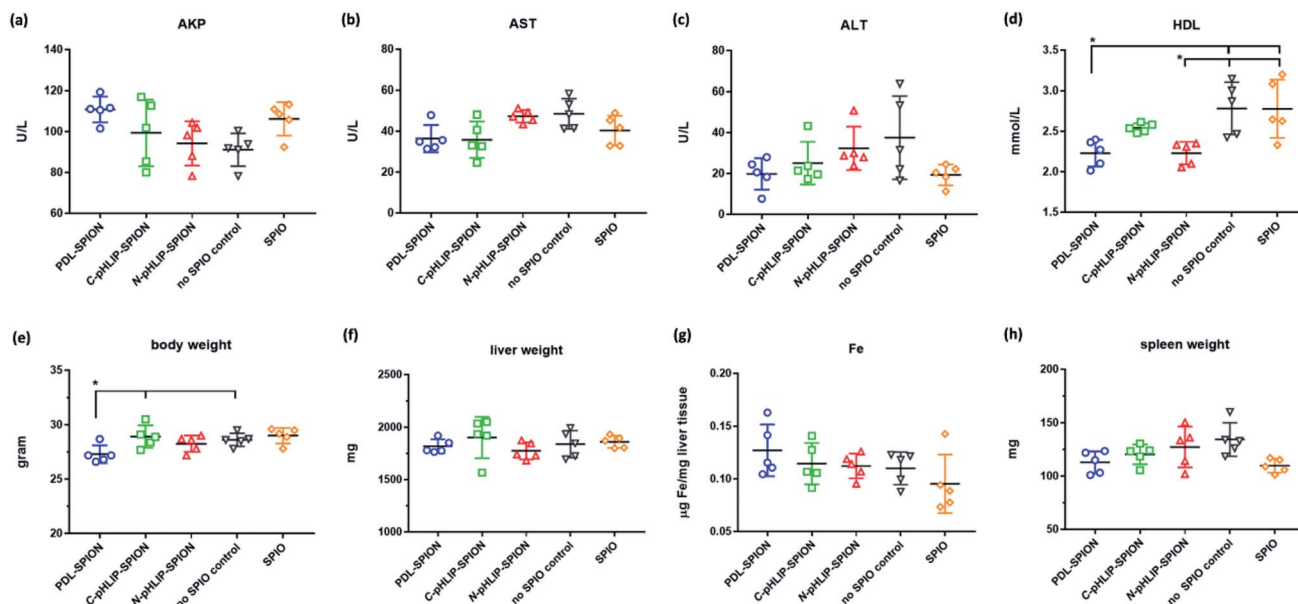 (a)
AKP
U/L
140
120
100
80
60
PDL-SPION
C-pHLIP-SPION
N-pHLIP-SPION
no SPIO control
SPIO
(b)
AST
U/L
80
60
40
20
0
PDL-SPION
C-pHLIP-SPION
N-pHLIP-SPION
no SPIO control
SPIO
(c)
ALT
U/L
80
60
40
20
0
PDL-SPION
C-pHLIP-SPION
N-pHLIP-SPION
no SPIO control
SPIO
(d)
HDL
mmol/L
3.5
3.0
2.5
2.0
1.5
*
*
PDL-SPION
C-pHLIP-SPION
N-pHLIP-SPION
no SPIO control
SPIO
(e)
body weight
gram
35
30
25
20
*
PDL-SPION
C-pHLIP-SPION
N-pHLIP-SPION
no SPIO control
SPIO
(f)
liver weight
mg
2500
2000
1500
1000
PDL-SPION
C-pHLIP-SPION
N-pHLIP-SPION
no SPIO control
SPIO
(g)
Fe
µg Fe/mg liver tissue
0.20
0.15
0.10
0.05
PDL-SPION
C-pHLIP-SPION
N-pHLIP-SPION
no SPIO control
SPIO
(h)
spleen weight
mg
200
150
100
50
PDL-SPION
C-pHLIP-SPION
N-pHLIP-SPION
no SPIO control
SPIO